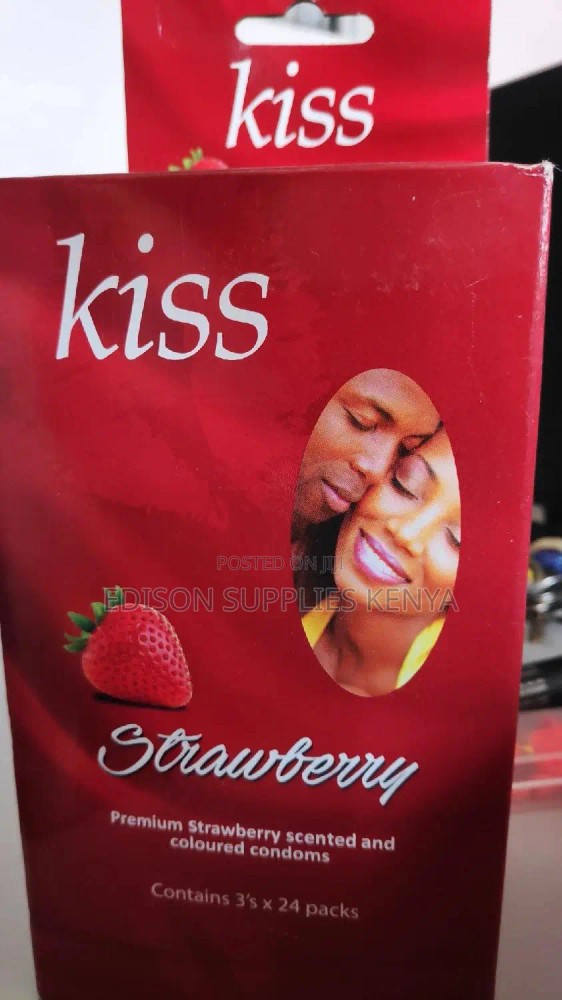 kiss
kiss
POSTED ON JIJI
EDISON SUPPLIES KENYA
Strawberry
Premium Strawberry scented and
coloured condoms
Contains 3's x 24 packs